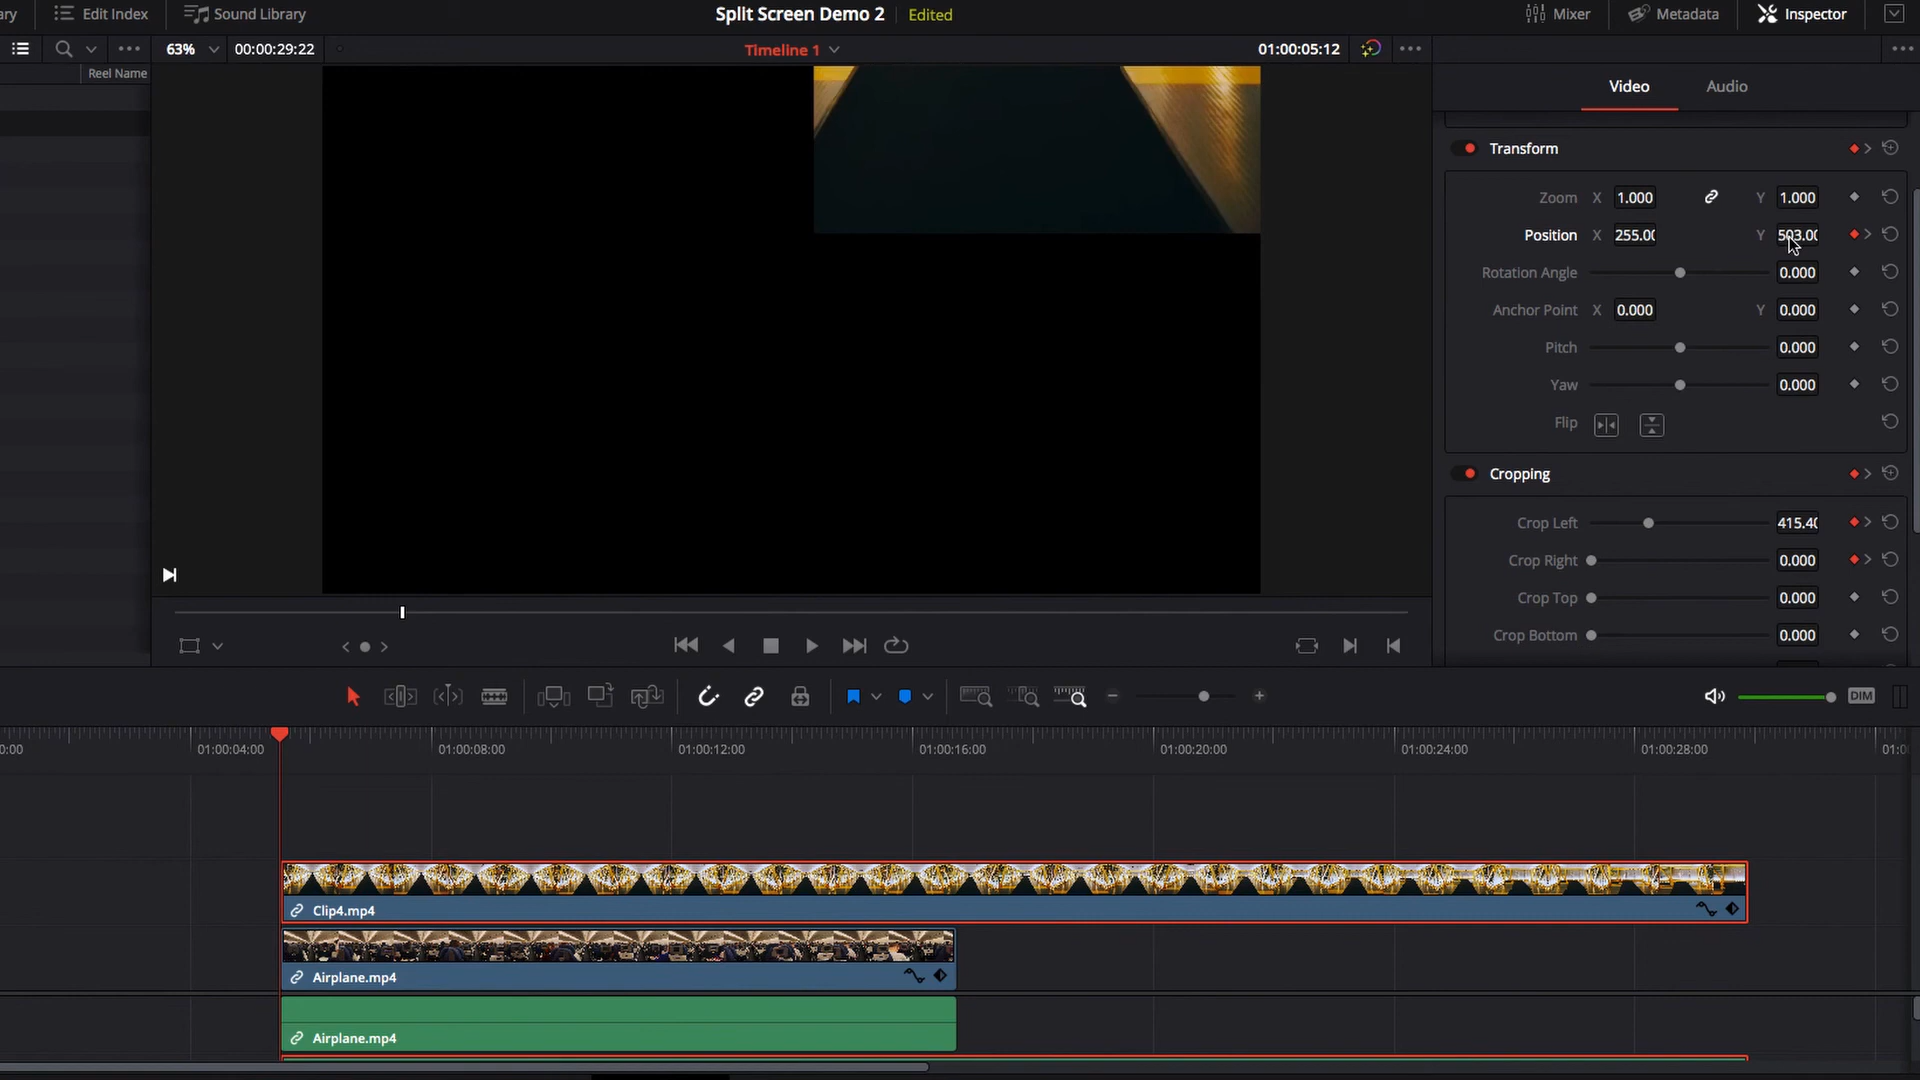 ary Edit Index Sound Library Split Screen Demo 2 Edited Mixer Metadata Inspector
63% 00:00:29:22 Timeline 1 01:00:05:12
Reel Name
Video Audio
Transform
Zoom X 1.000 Y 1.000
Position X 255.00 Y 503.00
Rotation Angle 0.000
Anchor Point X 0.000 Y 0.000
Pitch 0.000
Yaw 0.000
Flip
Cropping
Crop Left 415.40
Crop Right 0.000
Crop Top 0.000
Crop Bottom 0.000
DIM
0:00 01:00:04:00 01:00:08:00 01:00:12:00 01:00:16:00 01:00:20:00 01:00:24:00 01:00:28:00 01:0
Clip4.mp4
Airplane.mp4
Airplane.mp4